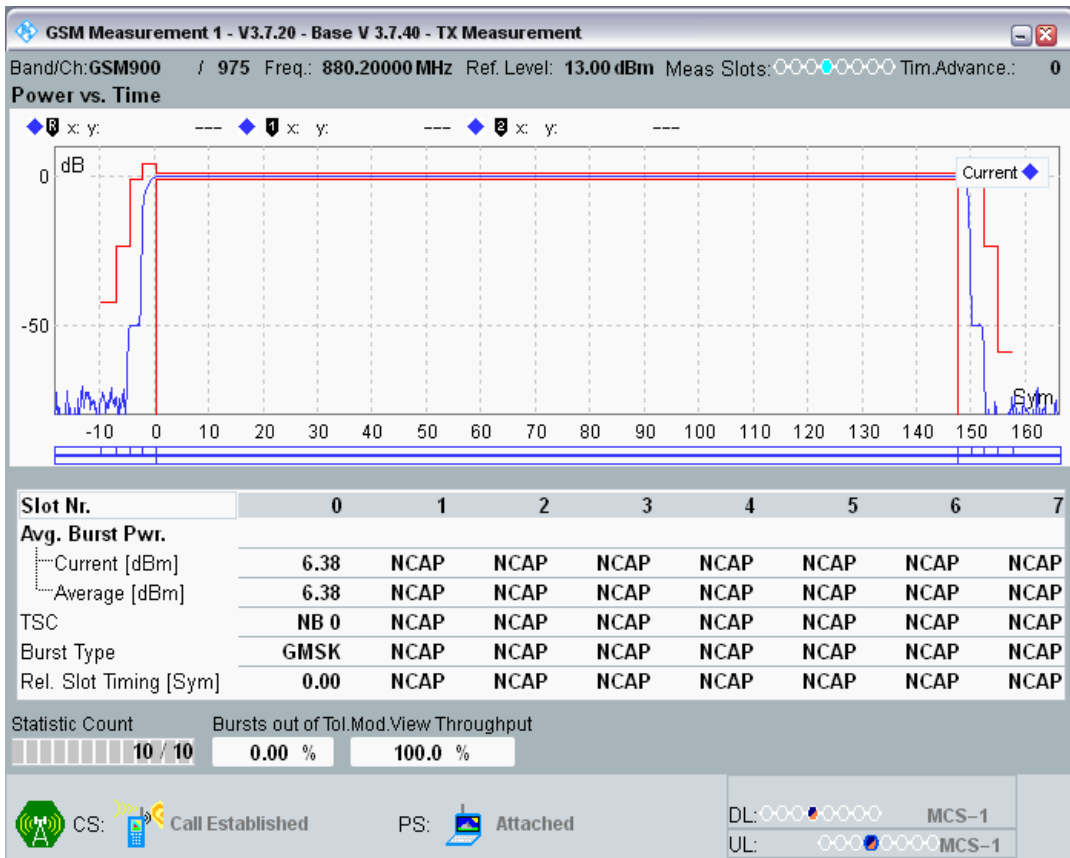 GSM Measurement 1 - V3.7.20 - Base V 3.7.40 - TX Measurement
Band/Ch:GSM900 / 975 Freq.: 880.20000 MHz Ref. Level: 13.00 dBm Meas Slots: Tim.Advance.: 0
Power vs. Time
R x: y: --- 1 x: y: --- 2 x: y: ---
dB
Current
0
-50
Sym
-10 0 10 20 30 40 50 60 70 80 90 100 110 120 130 140 150 160
Slot Nr. 0 1 2 3 4 5 6 7
Avg. Burst Pwr.
Current [dBm] 6.38 NCAP NCAP NCAP NCAP NCAP NCAP NCAP
Average [dBm] 6.38 NCAP NCAP NCAP NCAP NCAP NCAP NCAP
TSC NB 0 NCAP NCAP NCAP NCAP NCAP NCAP NCAP
Burst Type GMSK NCAP NCAP NCAP NCAP NCAP NCAP NCAP
Rel. Slot Timing [Sym] 0.00 NCAP NCAP NCAP NCAP NCAP NCAP NCAP
Statistic Count Bursts out of Tol.Mod.View Throughput
10 / 10 0.00 % 100.0 %
CS: Call Established PS: Attached
DL: MCS-1
UL: MCS-1